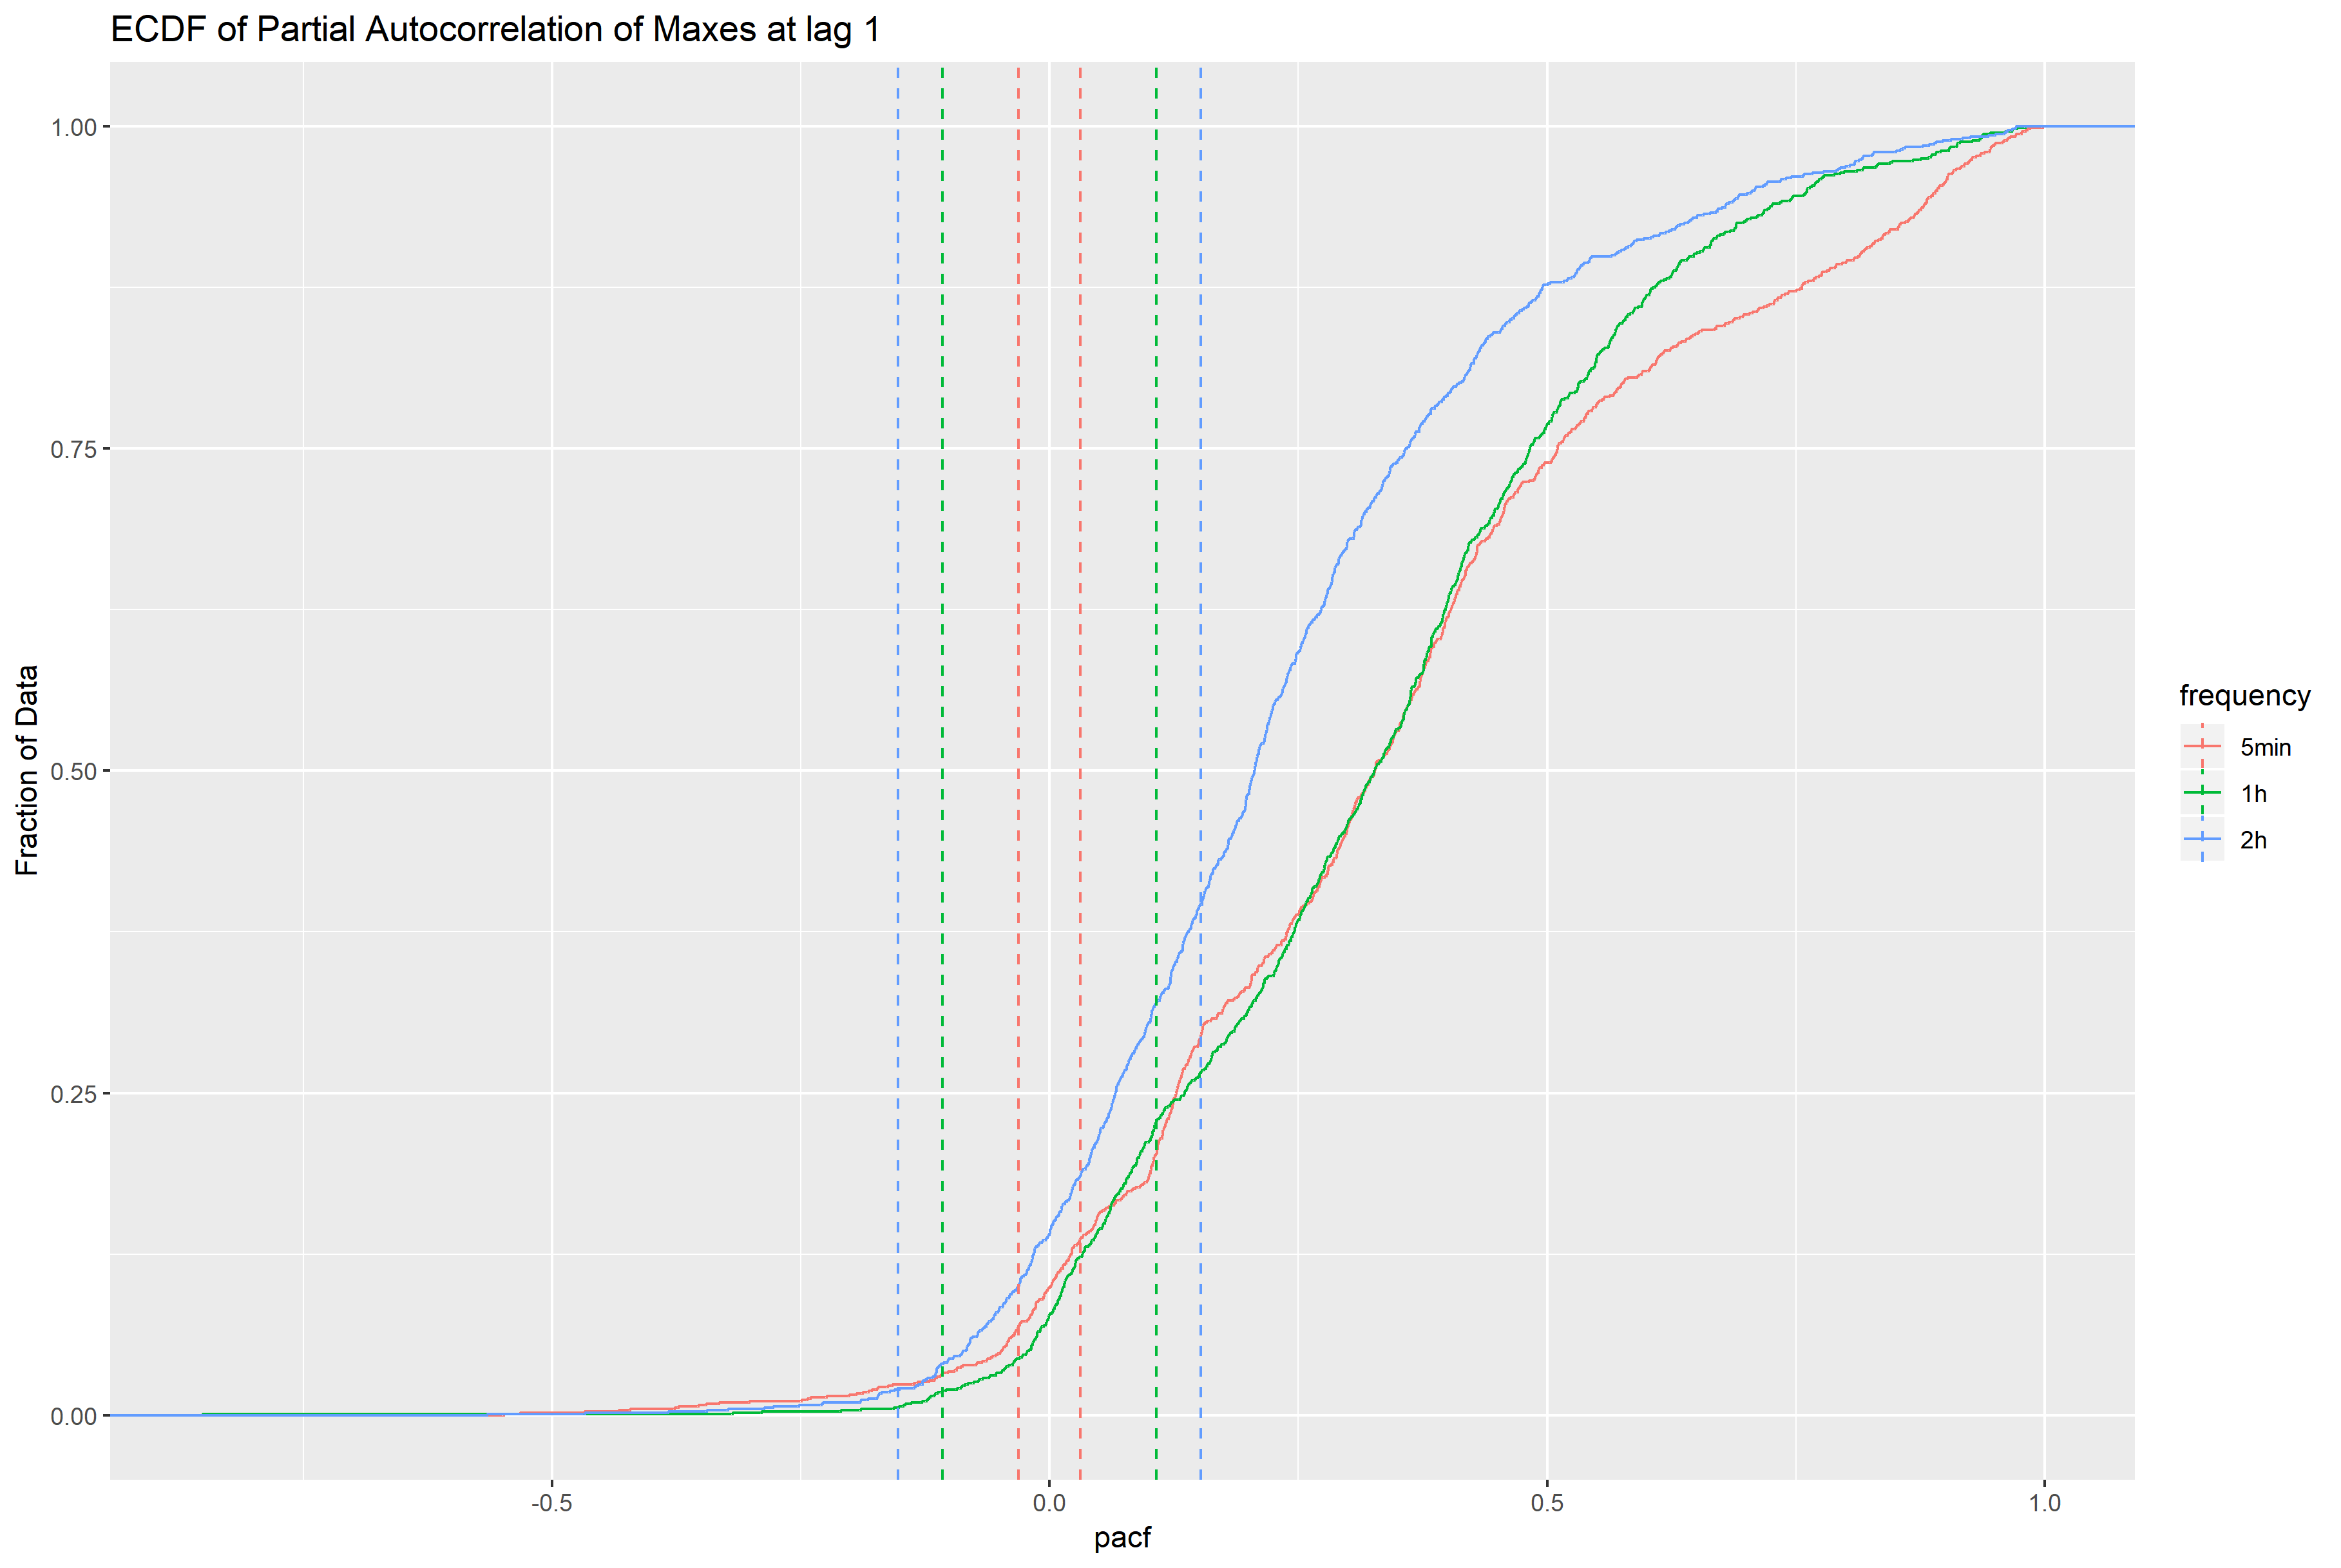 ECDF of Partial Autocorrelation of Maxes at lag 1
1.00
0.75
0.50
0.25
0.00
Fraction of Data
-0.5
0.0
0.5
1.0
pacf
frequency
5min
1h
2h